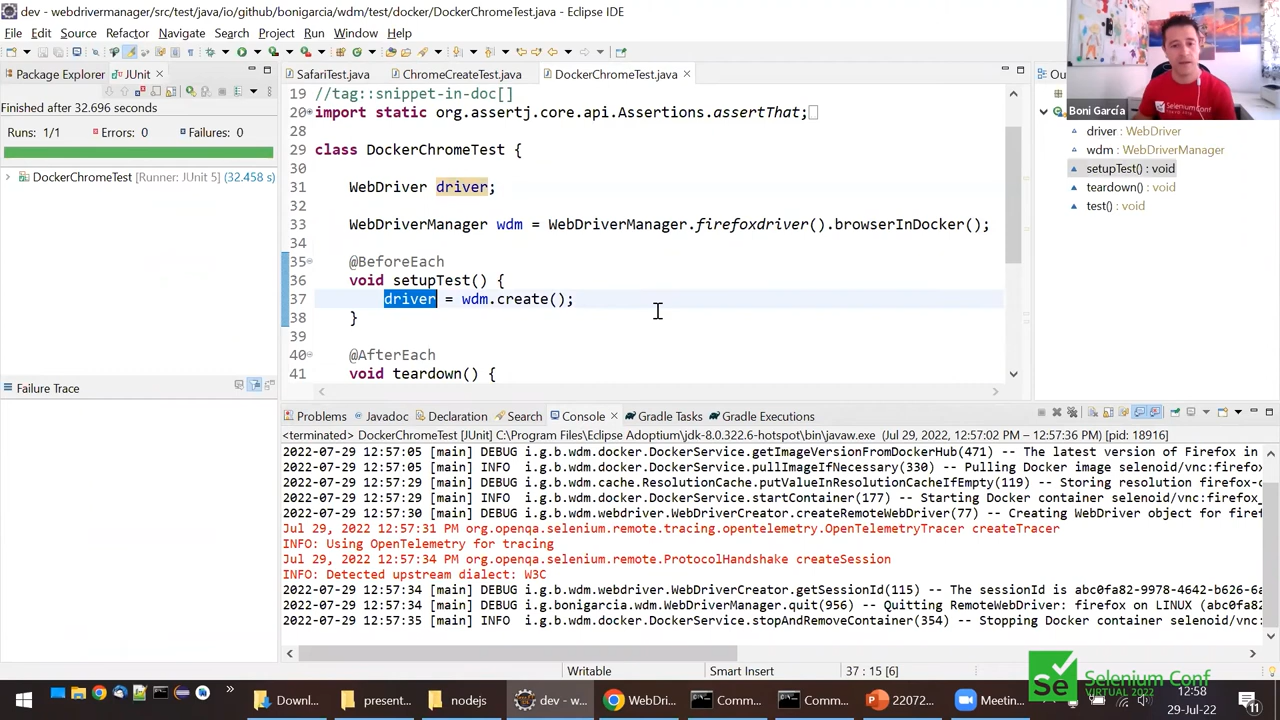 dev - webdrivermanager/src/test/java/io/github/bonigarcia/wdm/test/docker/DockerChromeTest.java - Eclipse IDE
File Edit Source Refactor Navigate Search Project Run Window Help
Package Explorer JUnit
Finished after 32.696 seconds
Runs: 1/1 Errors: 0 Failures: 0
DockerChromeTest [Runner: JUnit 5] (32.458 s)
Failure Trace
SafariTest.java ChromeCreateTest.java DockerChromeTest.java
19 //tag::snippet-in-doc[]
20 import static org.assertj.core.api.Assertions.assertThat;
28
29 class DockerChromeTest {
30
31 WebDriver driver;
32
33 WebDriverManager wdm = WebDriverManager.firefoxdriver().browserInDocker();
34
35 @BeforeEach
36 void setupTest() {
37 driver = wdm.create();
38 }
39
40 @AfterEach
41 void teardown() {
Ou
Boni García
driver : WebDriver
wdm : WebDriverManager
setupTest() : void
teardown() : void
test() : void
SeleniumConf
Problems Javadoc Declaration Search Console Gradle Tasks Gradle Executions
<terminated> DockerChromeTest [JUnit] C:\Program Files\Eclipse Adoptium\jdk-8.0.322.6-hotspot\bin\javaw.exe (Jul 29, 2022, 12:57:02 PM – 12:57:36 PM) [pid: 18916]
2022-07-29 12:57:05 [main] DEBUG i.g.b.wdm.docker.DockerService.getImageVersionFromDockerHub(471) -- The latest version of Firefox in
2022-07-29 12:57:05 [main] INFO i.g.b.wdm.docker.DockerService.pullImageIfNecessary(330) -- Pulling Docker image selenoid/vnc:firefox
2022-07-29 12:57:29 [main] DEBUG i.g.b.wdm.cache.ResolutionCache.putValueInResolutionCacheIfEmpty(119) -- Storing resolution firefox-c
2022-07-29 12:57:29 [main] INFO i.g.b.wdm.docker.DockerService.startContainer(177) -- Starting Docker container selenoid/vnc:firefox_
2022-07-29 12:57:30 [main] DEBUG i.g.b.wdm.webdriver.WebDriverCreator.createRemoteWebDriver(77) -- Creating WebDriver object for firef
Jul 29, 2022 12:57:31 PM org.openqa.selenium.remote.tracing.opentelemetry.OpenTelemetryTracer createTracer
INFO: Using OpenTelemetry for tracing
Jul 29, 2022 12:57:34 PM org.openqa.selenium.remote.ProtocolHandshake createSession
INFO: Detected upstream dialect: W3C
2022-07-29 12:57:34 [main] DEBUG i.g.b.wdm.webdriver.WebDriverCreator.getSessionId(115) -- The sessionId is abc0fa82-9978-4642-b626-6a
2022-07-29 12:57:34 [main] DEBUG i.g.bonigarcia.wdm.WebDriverManager.quit(956) -- Quitting RemoteWebDriver: firefox on LINUX (abc0fa82
2022-07-29 12:57:35 [main] INFO i.g.b.wdm.docker.DockerService.stopAndRemoveContainer(354) -- Stopping Docker container selenoid/vnc:
Writable Smart Insert 37 : 15 [6]
Se Selenium Conf
VIRTUAL 2022
Downl... present... nodejs dev - w... WebDri... Comm... Comm... 22072... Meetin...
12:58
29-Jul-22
11